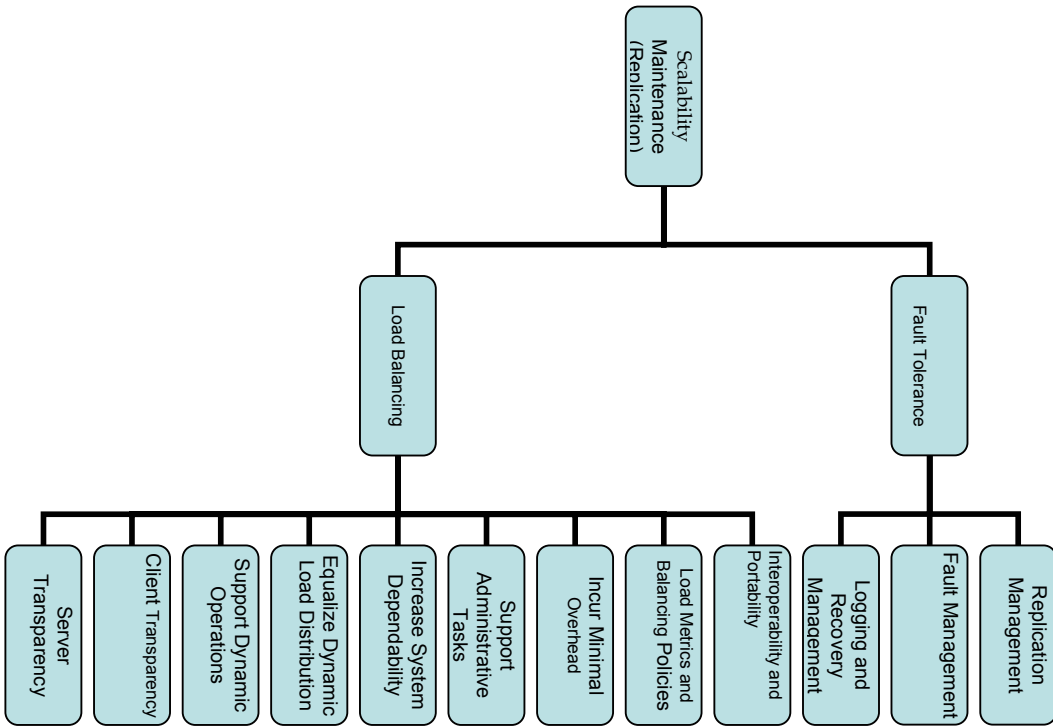 Scalability
Maintenance
(Replication)
Fault Tolerance
Load Balancing
Replication
Management
Fault Management
Logging and
Recovery
Management
Interoperability and
Portability
Load Metrics and
Balancing Policies
Incur Minimal
Overhead
Support
Administrative
Tasks
Increase System
Dependability
Equalize Dynamic
Load Distribution
Support Dynamic
Operations
Client Transparency
Server
Transparency